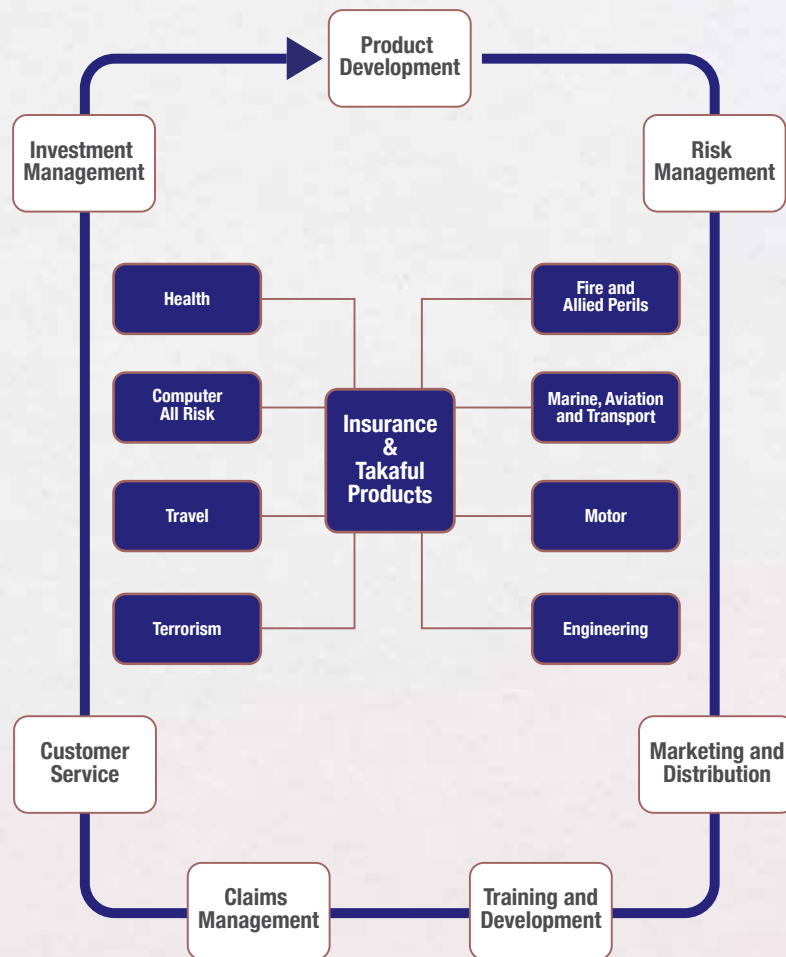 Product
Development
Investment
Management
Risk
Management
Health
Fire and
Allied Perils
Computer
All Risk
Marine, Aviation
and Transport
Insurance
&
Takaful
Products
Travel
Motor
Terrorism
Engineering
Customer
Service
Marketing and
Distribution
Claims
Management
Training and
Development